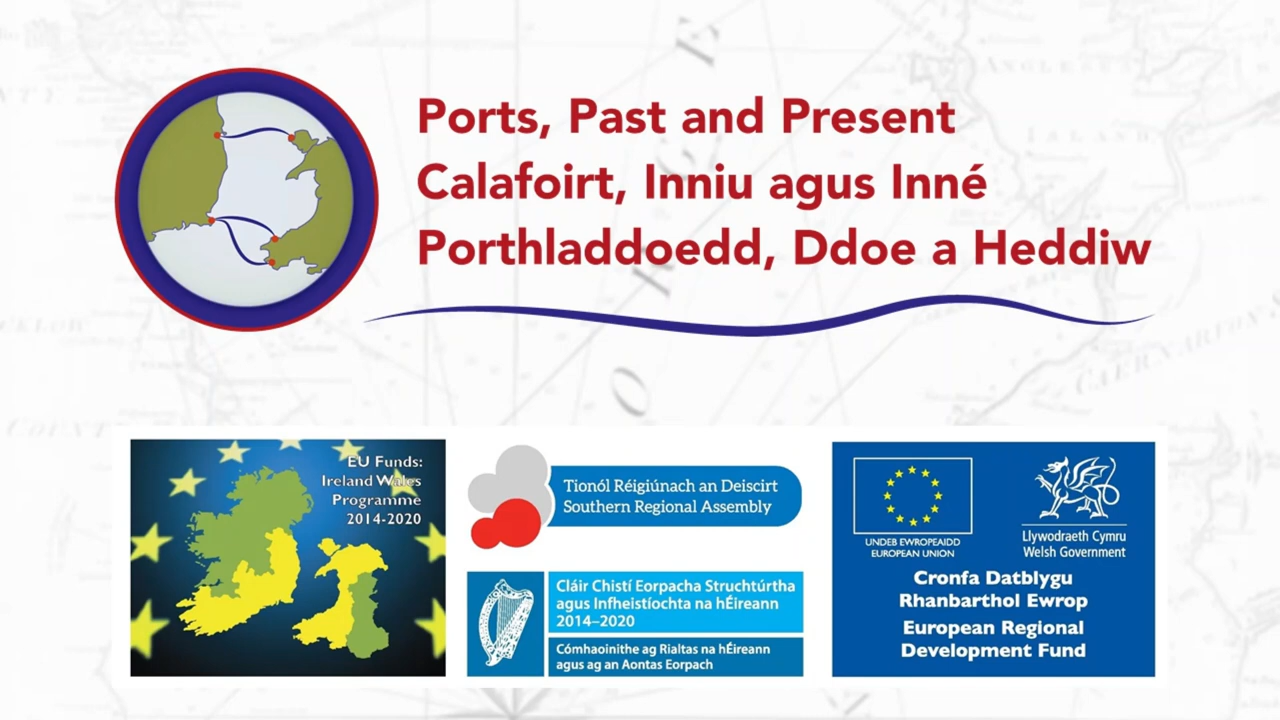 Ports, Past and Present
Calafoirt, Inniu agus Inné
Porthladdoedd, Ddoe a Heddiw
EU Funds:
Ireland Wales
Programme
2014-2020
Tionól Réigiúnach an Deiscirt
Southern Regional Assembly
Cláir Chistí Eorpacha Struchtúrtha
agus Infheistíochta na hÉireann
2014–2020
Cómhaoinithe ag Rialtas na hÉireann
agus ag an Aontas Eorpach
UNDEB EWROPEAIDD
EUROPEAN UNION
Llywodraeth Cymru
Welsh Government
Cronfa Datblygu
Rhanbarthol Ewrop
European Regional
Development Fund